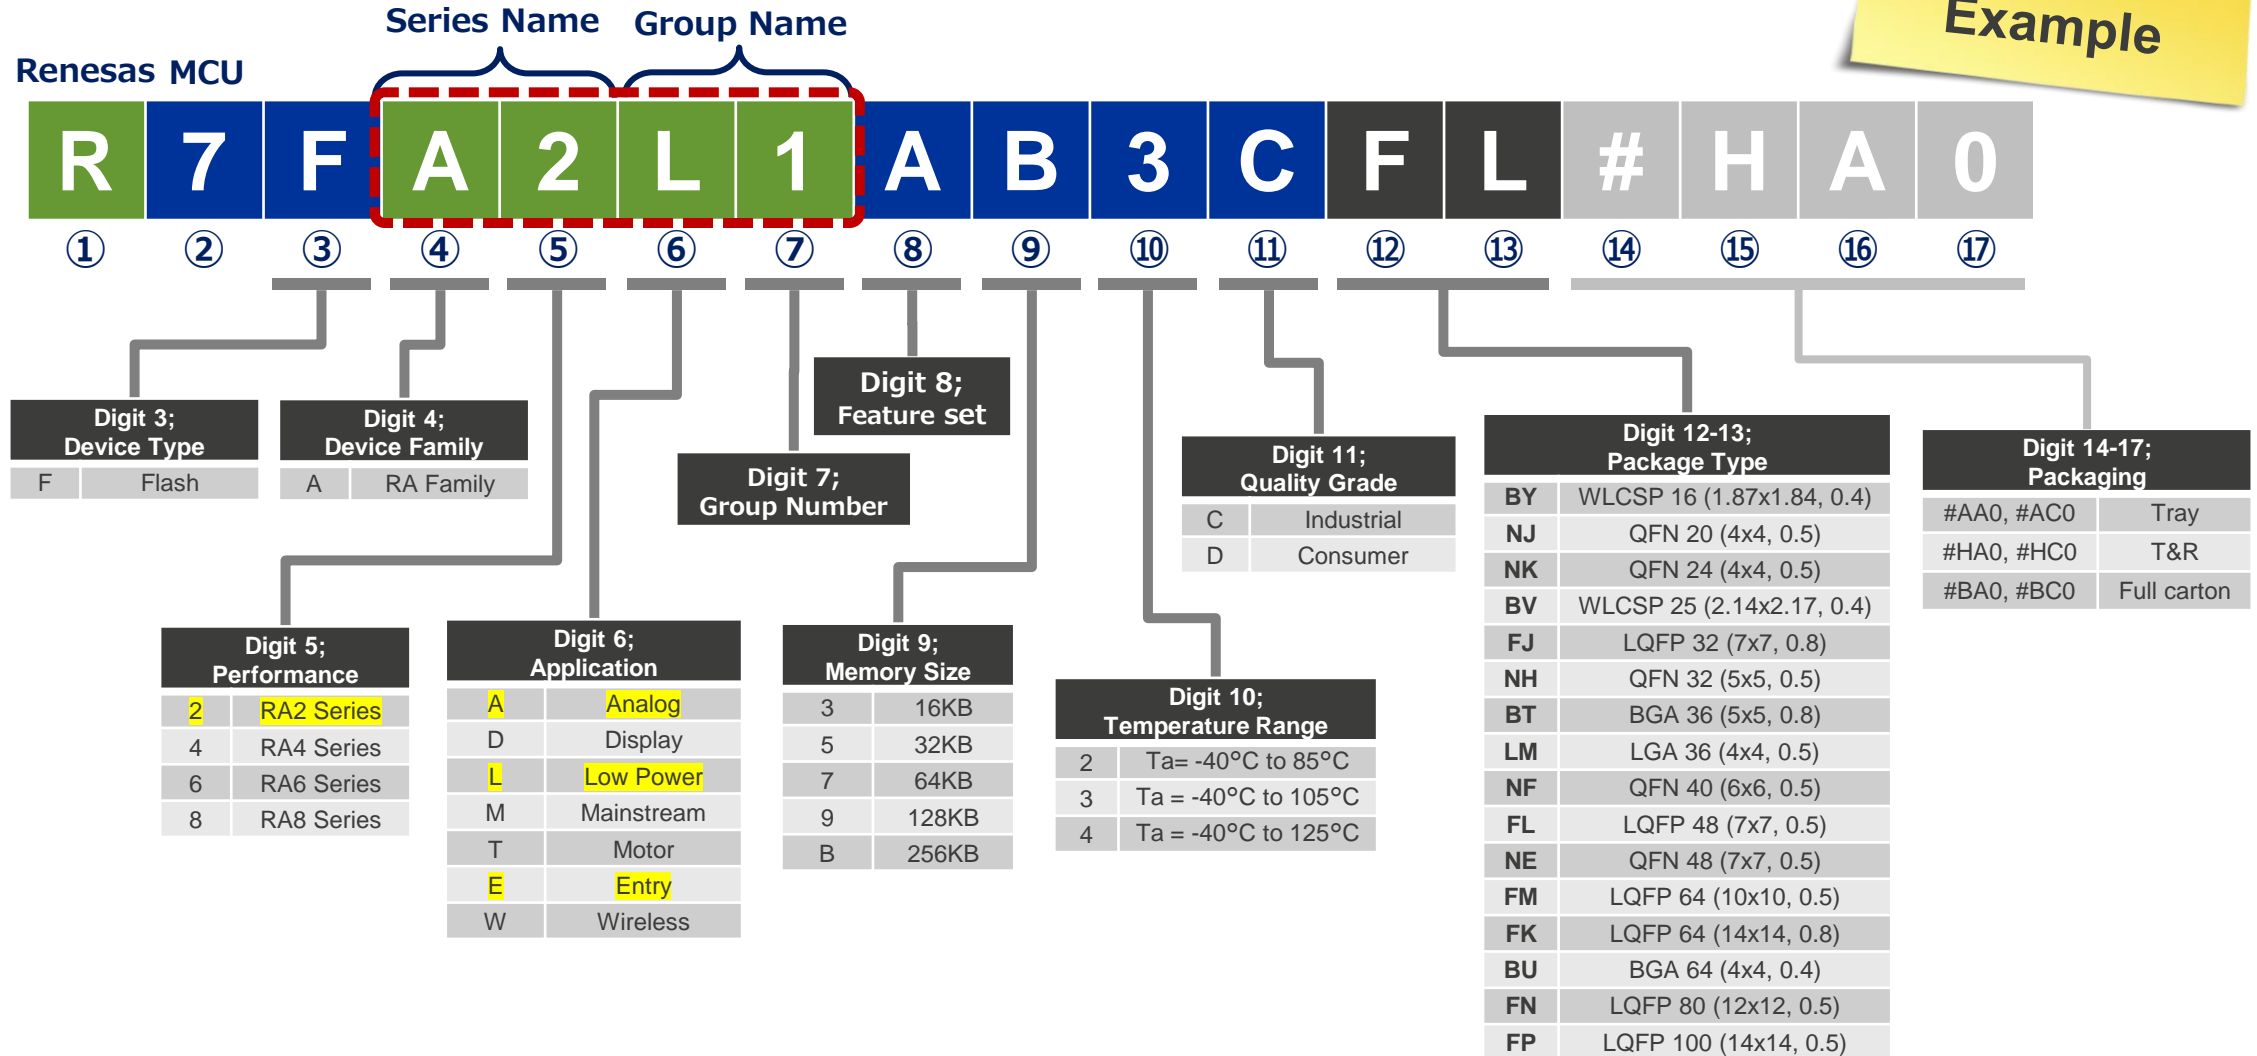 Example
Series Name Group Name
Renesas MCU
R 7 F A 2 L 1 A B 3 C F L # H A 0
① ② ③ ④ ⑤ ⑥ ⑦ ⑧ ⑨ ⑩ ⑪ ⑫ ⑬ ⑭ ⑮ ⑯ ⑰
Digit 3;
Device Type
F Flash
Digit 4;
Device Family
A RA Family
Digit 5;
Performance
2 RA2 Series
4 RA4 Series
6 RA6 Series
8 RA8 Series
Digit 6;
Application
A Analog
D Display
L Low Power
M Mainstream
T Motor
E Entry
W Wireless
Digit 7;
Group Number
Digit 8;
Feature set
Digit 9;
Memory Size
3 16KB
5 32KB
7 64KB
9 128KB
B 256KB
Digit 10;
Temperature Range
2 Ta= -40°C to 85°C
3 Ta = -40°C to 105°C
4 Ta = -40°C to 125°C
Digit 11;
Quality Grade
C Industrial
D Consumer
Digit 12-13;
Package Type
BY WLCSP 16 (1.87x1.84, 0.4)
NJ QFN 20 (4x4, 0.5)
NK QFN 24 (4x4, 0.5)
BV WLCSP 25 (2.14x2.17, 0.4)
FJ LQFP 32 (7x7, 0.8)
NH QFN 32 (5x5, 0.5)
BT BGA 36 (5x5, 0.8)
LM LGA 36 (4x4, 0.5)
NF QFN 40 (6x6, 0.5)
FL LQFP 48 (7x7, 0.5)
NE QFN 48 (7x7, 0.5)
FM LQFP 64 (10x10, 0.5)
FK LQFP 64 (14x14, 0.8)
BU BGA 64 (4x4, 0.4)
FN LQFP 80 (12x12, 0.5)
FP LQFP 100 (14x14, 0.5)
Digit 14-17;
Packaging
#AA0, #AC0 Tray
#HA0, #HC0 T&R
#BA0, #BC0 Full carton